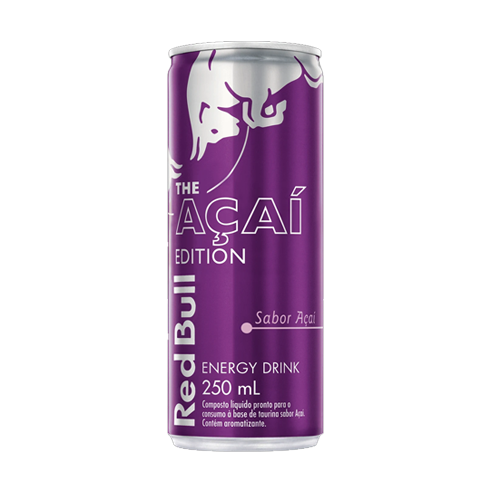 THE
AÇAÍ
EDITION
Red Bull
Sabor Açaí
ENERGY DRINK
250 mL
Composto líquido pronto para o
consumo à base de taurina sabor Açaí.
Contém aromatizante.